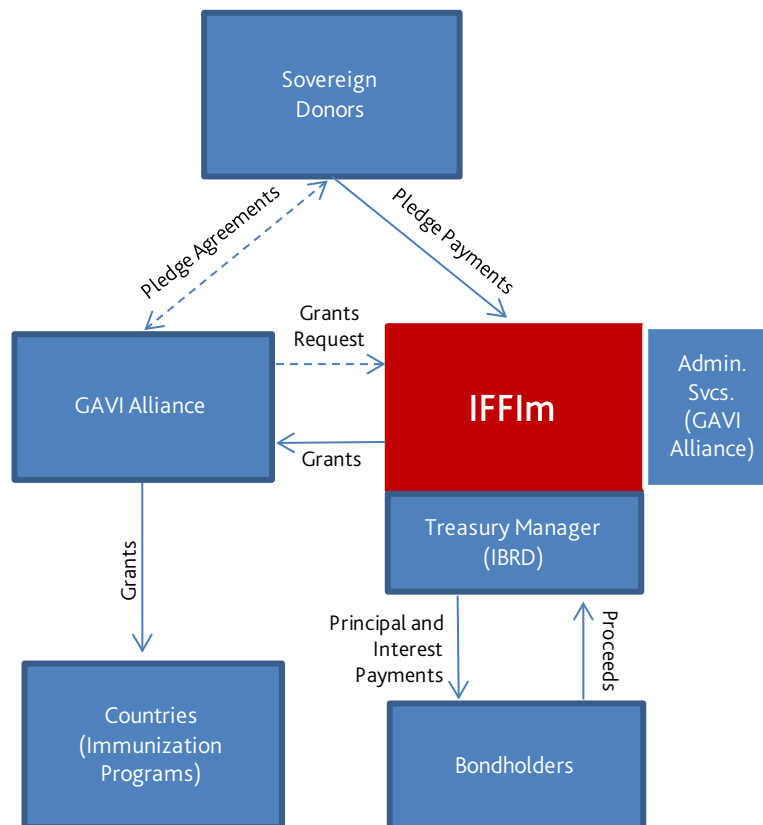 Sovereign
Donors
Pledge Agreements
Pledge Payments
Grants
Request
GAVI Alliance
IFFIm
Admin.
Svcs.
(GAVI
Alliance)
Grants
Treasury Manager
(IBRD)
Grants
Principal and
Interest
Payments
Proceeds
Countries
(Immunization
Programs)
Bondholders